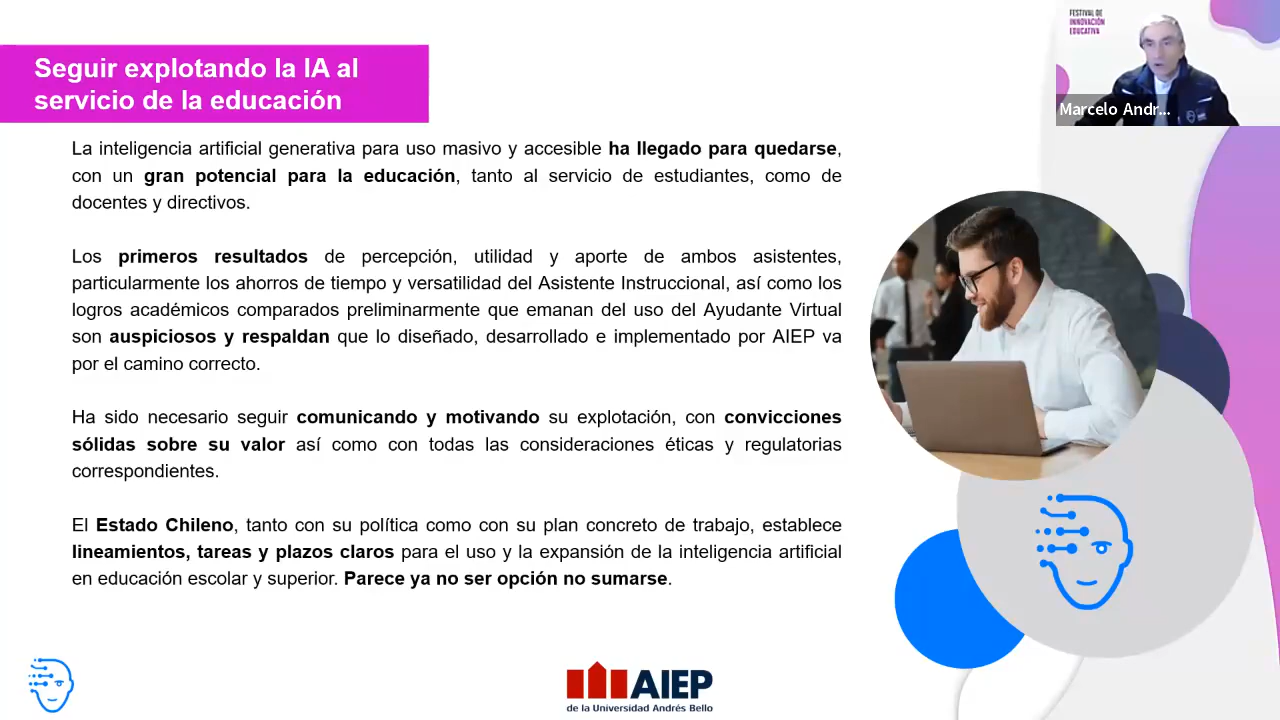 FESTIVAL DE
INNOVACIÓN
EDUCATIVA
Marcelo Andr...
Seguir explotando la IA al
servicio de la educación
La inteligencia artificial generativa para uso masivo y accesible ha llegado para quedarse,
con un gran potencial para la educación, tanto al servicio de estudiantes, como de
docentes y directivos.
Los primeros resultados de percepción, utilidad y aporte de ambos asistentes,
particularmente los ahorros de tiempo y versatilidad del Asistente Instruccional, así como los
logros académicos comparados preliminarmente que emanan del uso del Ayudante Virtual
son auspiciosos y respaldan que lo diseñado, desarrollado e implementado por AIEP va
por el camino correcto.
Ha sido necesario seguir comunicando y motivando su explotación, con convicciones
sólidas sobre su valor así como con todas las consideraciones éticas y regulatorias
correspondientes.
El Estado Chileno, tanto con su política como con su plan concreto de trabajo, establece
lineamientos, tareas y plazos claros para el uso y la expansión de la inteligencia artificial
en educación escolar y superior. Parece ya no ser opción no sumarse.
AIEP
de la Universidad Andrés Bello